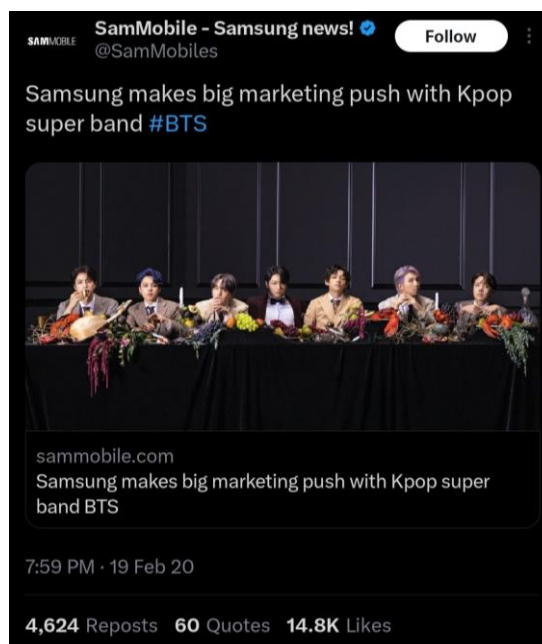 SAMMOBILE
SamMobile - Samsung news!
@SamMobiles
Follow
Samsung makes big marketing push with Kpop
super band #BTS
sammobile.com
Samsung makes big marketing push with Kpop super
band BTS
7:59 PM · 19 Feb 20
4,624 Reposts 60 Quotes 14.8K Likes